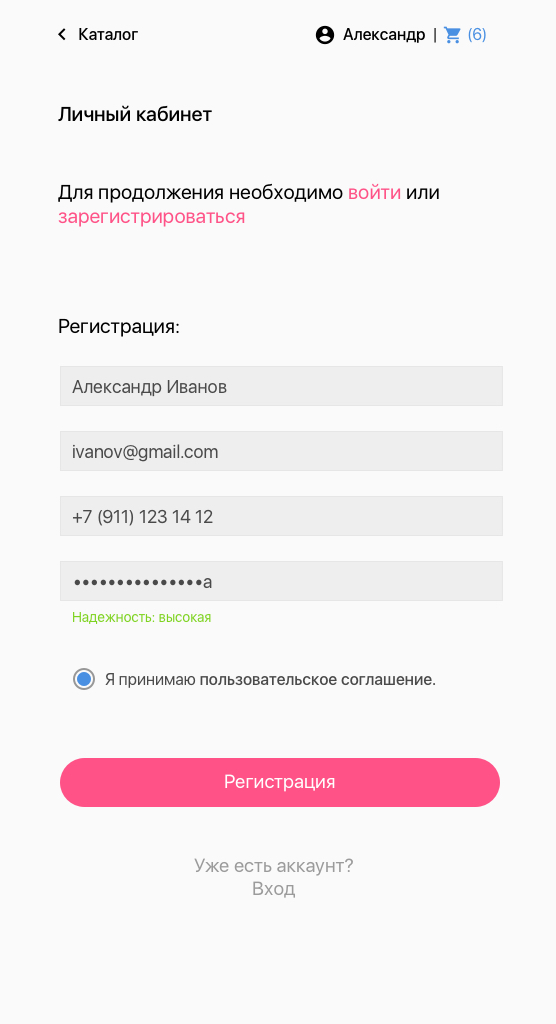 Каталог
Александр | (6)
Личный кабинет
Для продолжения необходимо войти или
зарегистрироваться
Регистрация:
Александр Иванов
ivanov@gmail.com
+7 (911) 123 14 12
•••••••••••••••а
Надежность: высокая
Я принимаю пользовательское соглашение.
Регистрация
Уже есть аккаунт?
Вход